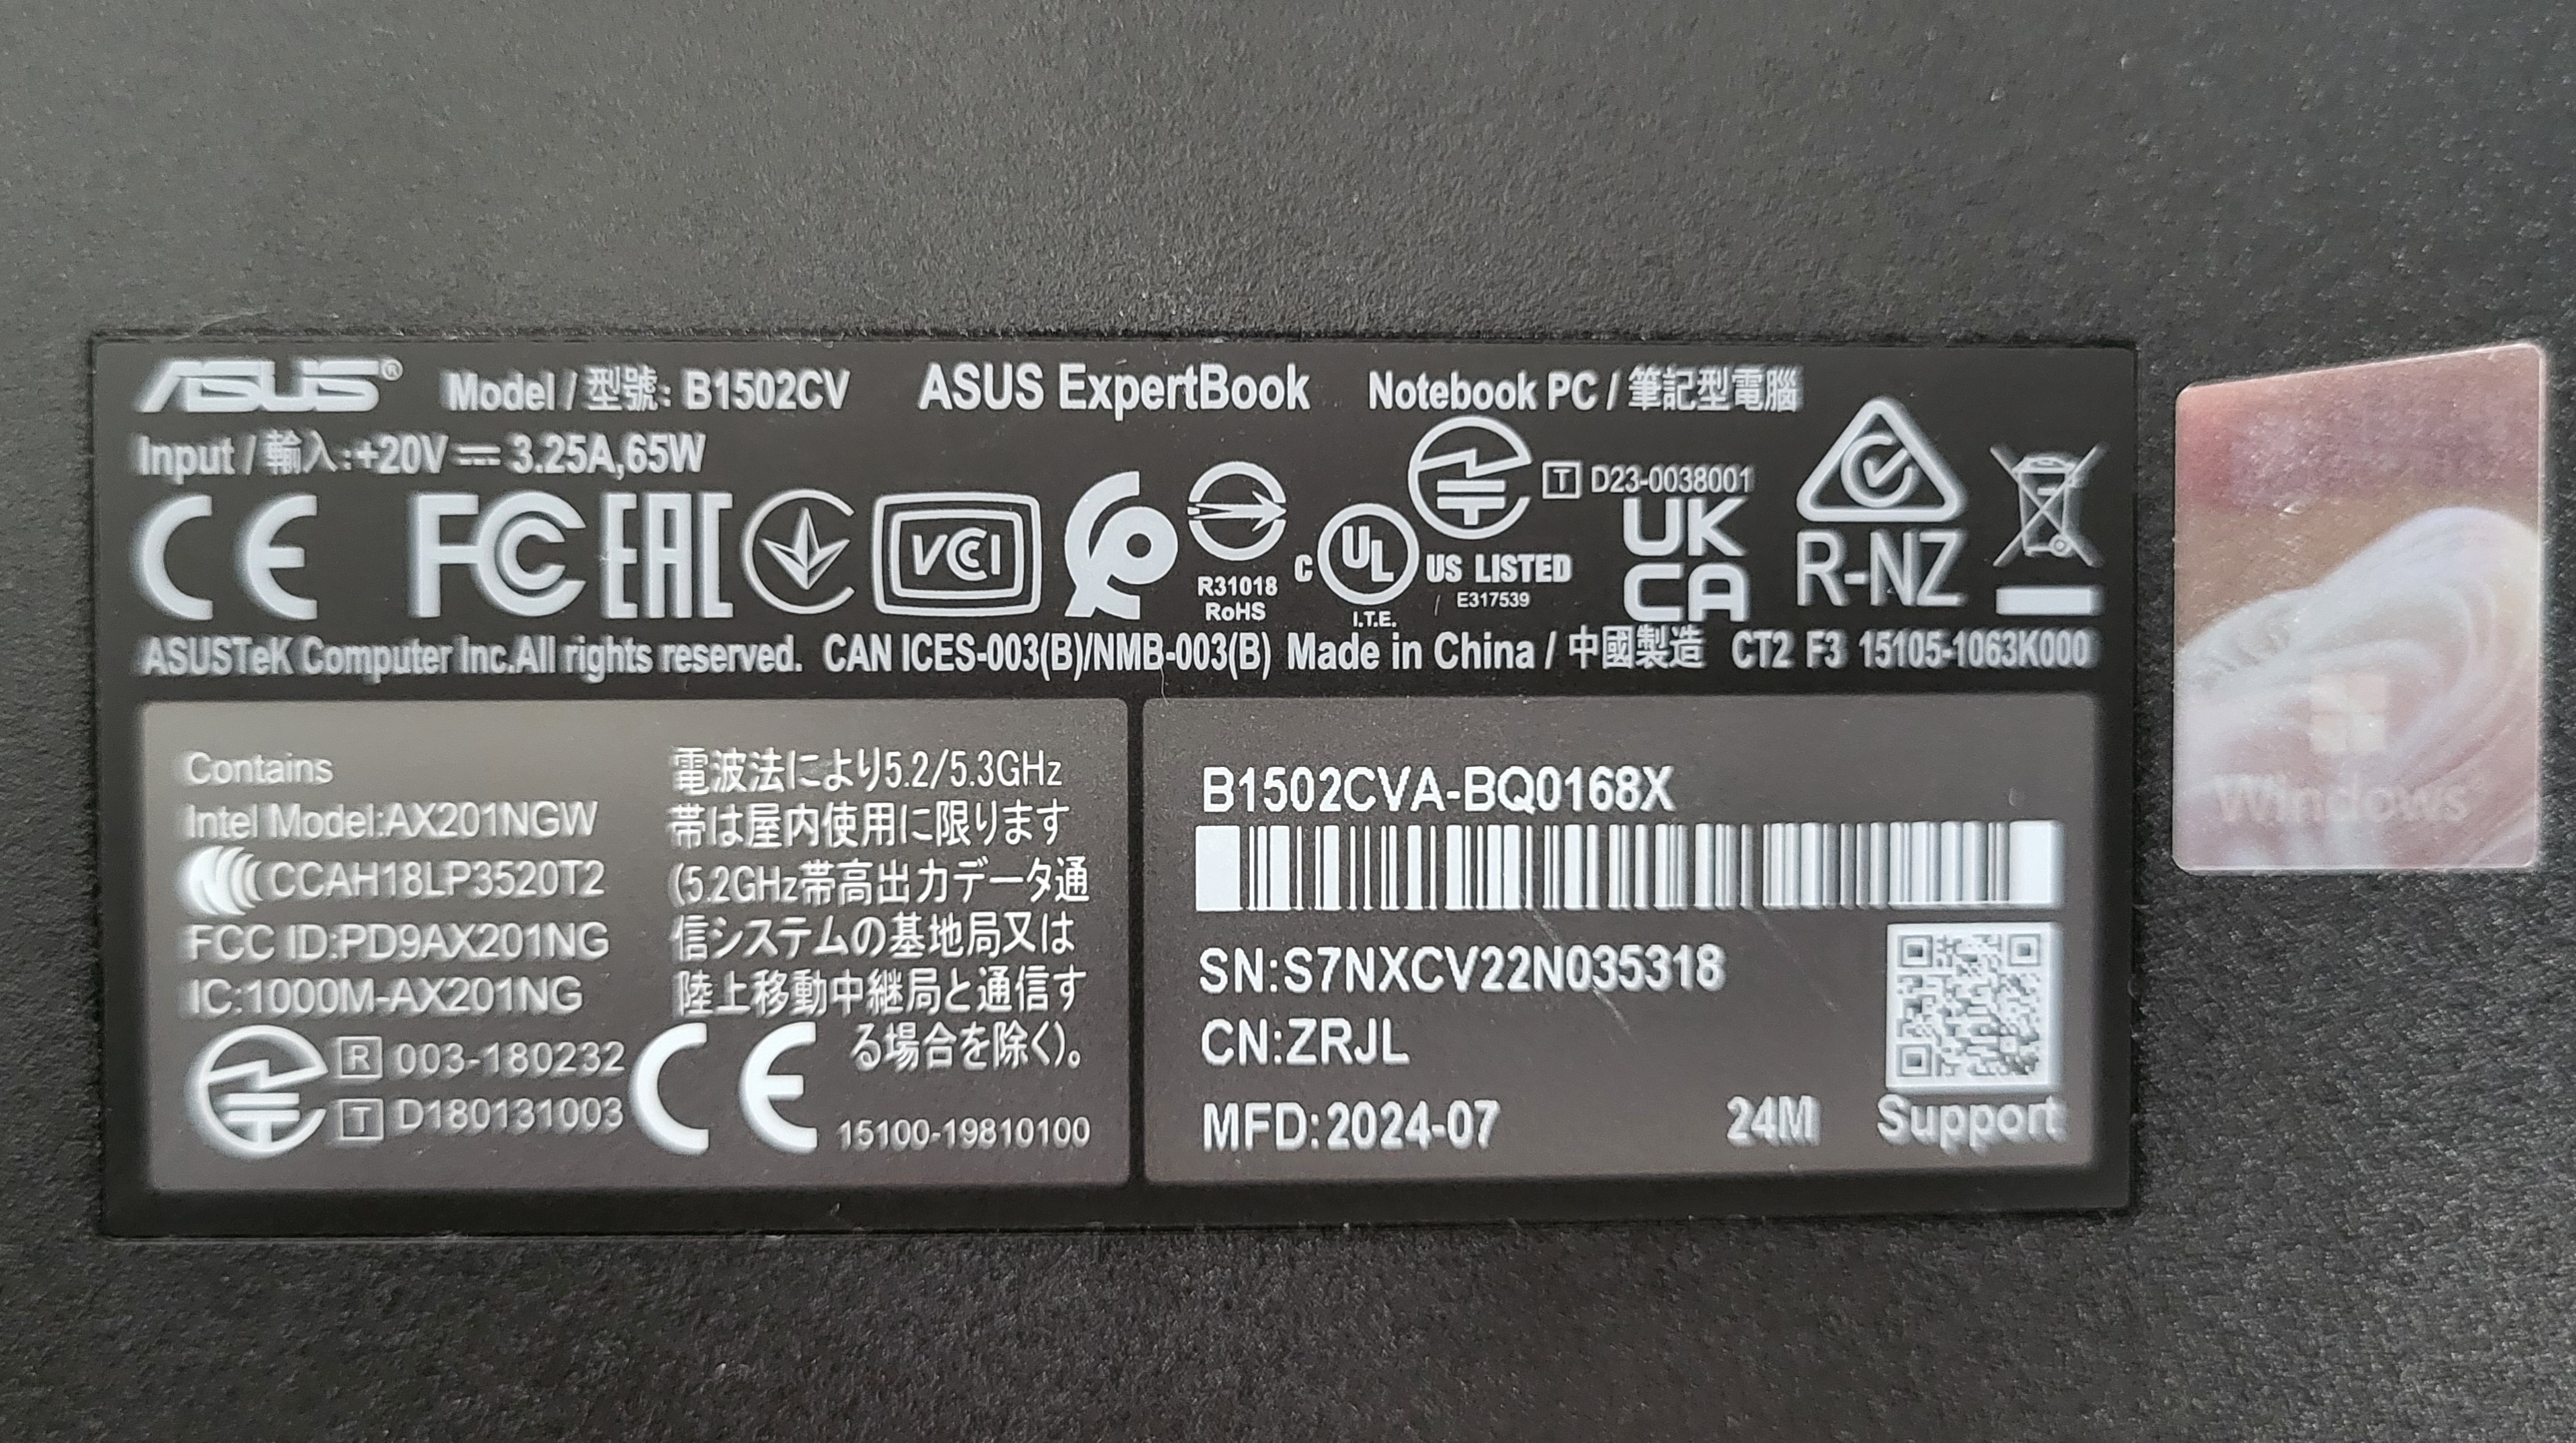 ASUS® Model / 型號: B1502CV ASUS ExpertBook Notebook PC / 筆記型電腦
Input / 輸入:+20V ⎓ 3.25A,65W
CE FC EAC VCCI R31018 RoHS C UL US LISTED I.T.E. E317539 T D23-0038001 UK CA R-NZ
ASUSTeK Computer Inc.All rights reserved. CAN ICES-003(B)/NMB-003(B) Made in China / 中國製造 CT2 F3 15105-1063K000
Contains
Intel Model:AX201NGW
CCAH18LP3520T2
FCC ID:PD9AX201NG
IC:1000M-AX201NG
R 003-180232
T D180131003
CE
電波法により5.2/5.3GHz
帯は屋内使用に限ります
(5.2GHz帯高出力データ通
信システムの基地局又は
陸上移動中継局と通信す
る場合を除く)。
15100-19810100
B1502CVA-BQ0168X
SN:S7NXCV22N035318
CN:ZRJL
MFD:2024-07 24M Support
Windows